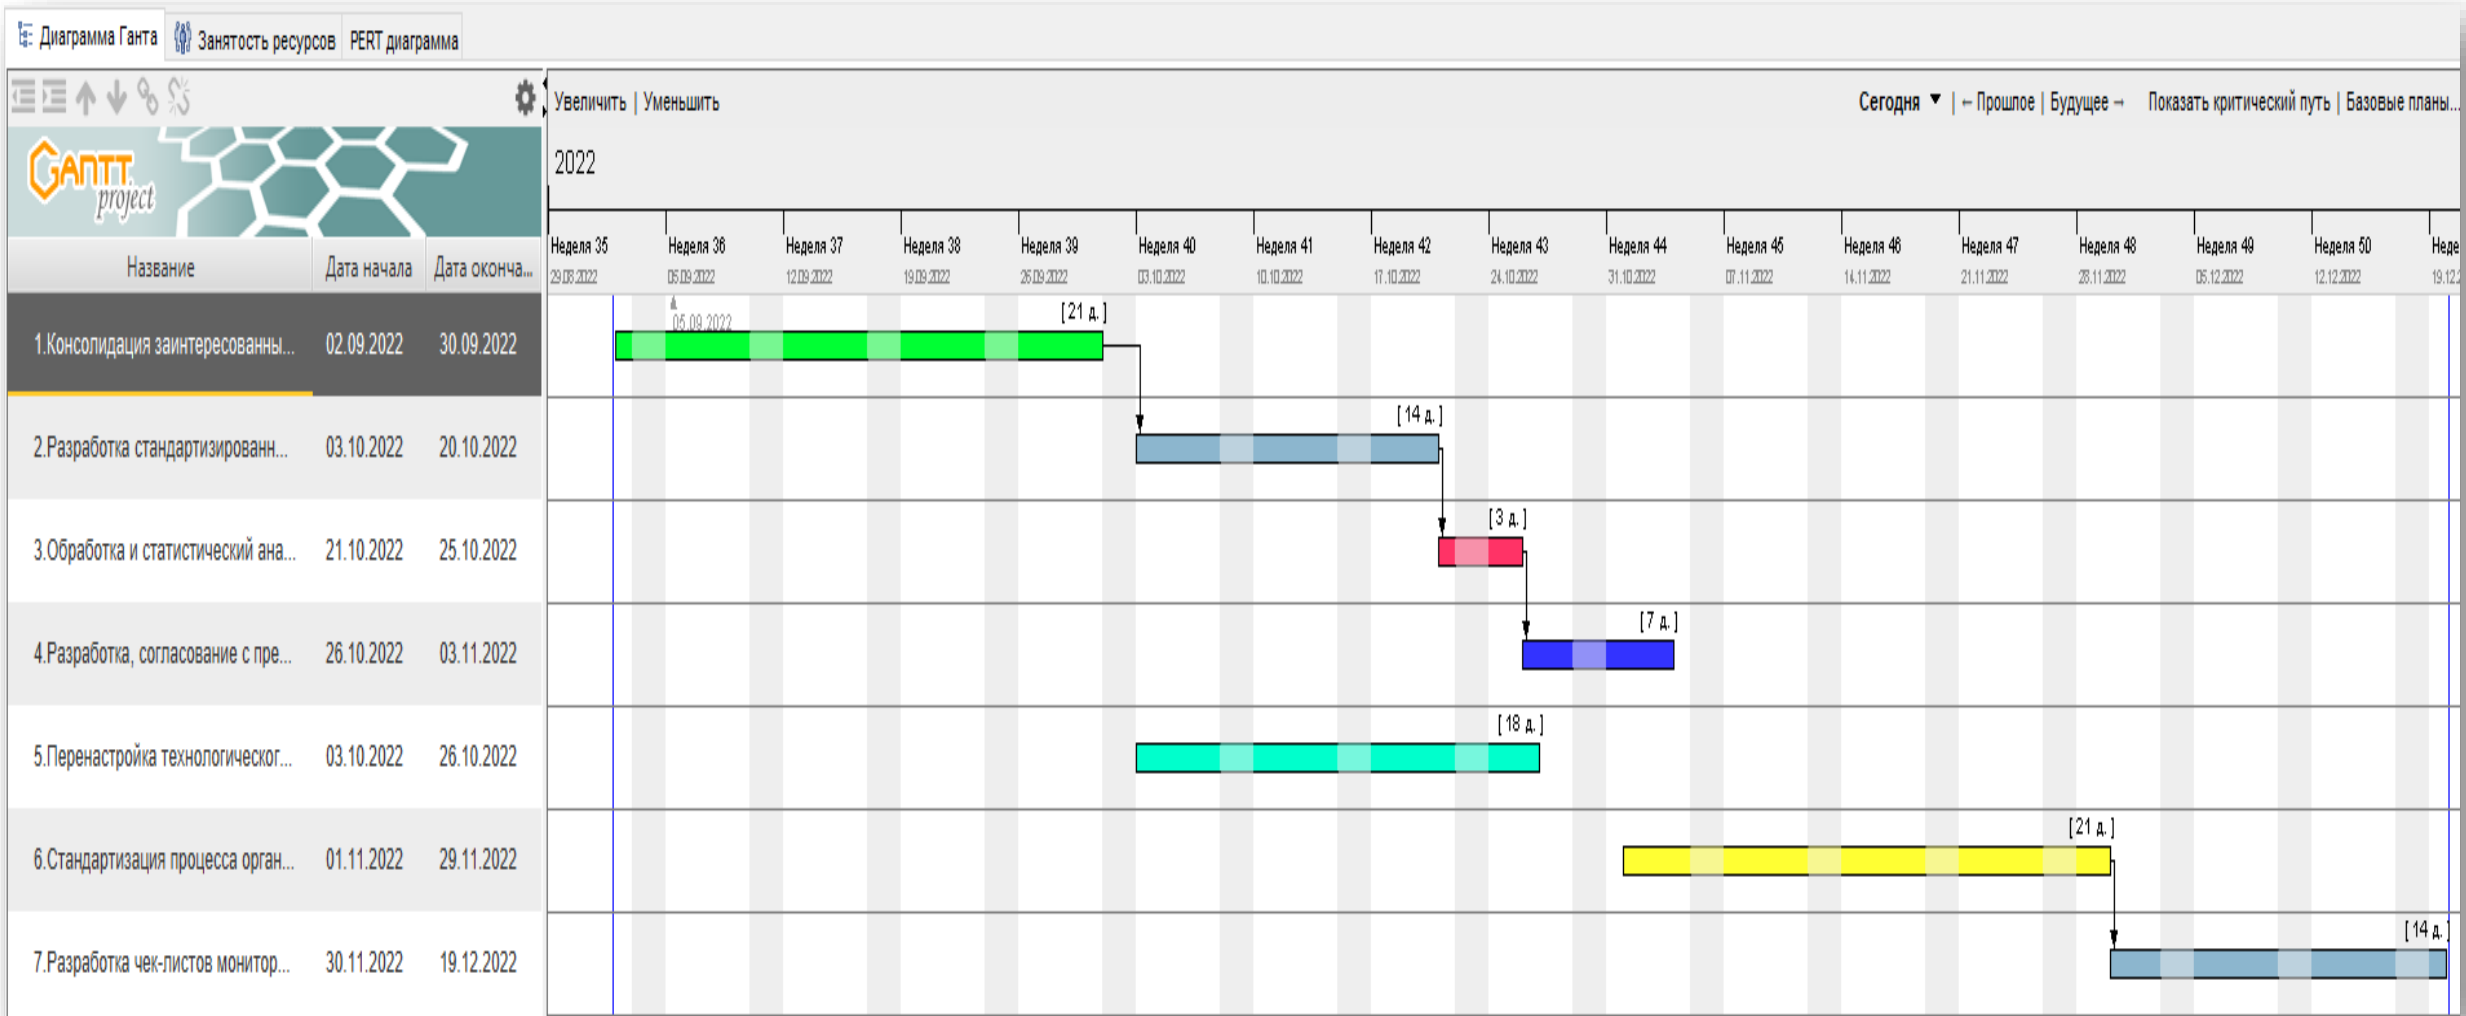 Диаграмма Ганта Занятость ресурсов PERT диаграмма
Увеличить | Уменьшить Сегодня ▼ | ← Прошлое | Будущее → Показать критический путь | Базовые планы...
2022
GANTT
project
Неделя 35 Неделя 36 Неделя 37 Неделя 38 Неделя 39 Неделя 40 Неделя 41 Неделя 42 Неделя 43 Неделя 44 Неделя 45 Неделя 46 Неделя 47 Неделя 48 Неделя 49 Неделя 50 Неде
Название Дата начала Дата оконча...
29.08.2022 05.09.2022 12.09.2022 19.09.2022 26.09.2022 03.10.2022 10.10.2022 17.10.2022 24.10.2022 31.10.2022 07.11.2022 14.11.2022 21.11.2022 28.11.2022 05.12.2022 12.12.2022 19.12.2
05.09.2022
[ 21 д. ]
1.Консолидация заинтересованны... 02.09.2022 30.09.2022
[ 14 д. ]
2.Разработка стандартизированн... 03.10.2022 20.10.2022
[ 3 д. ]
3.Обработка и статистический ана... 21.10.2022 25.10.2022
[ 7 д. ]
4.Разработка, согласование с пре... 26.10.2022 03.11.2022
[ 18 д. ]
5.Перенастройка технологическог... 03.10.2022 26.10.2022
[ 21 д. ]
6.Стандартизация процесса орган... 01.11.2022 29.11.2022
[ 14 д.
7.Разработка чек-листов монитор... 30.11.2022 19.12.2022